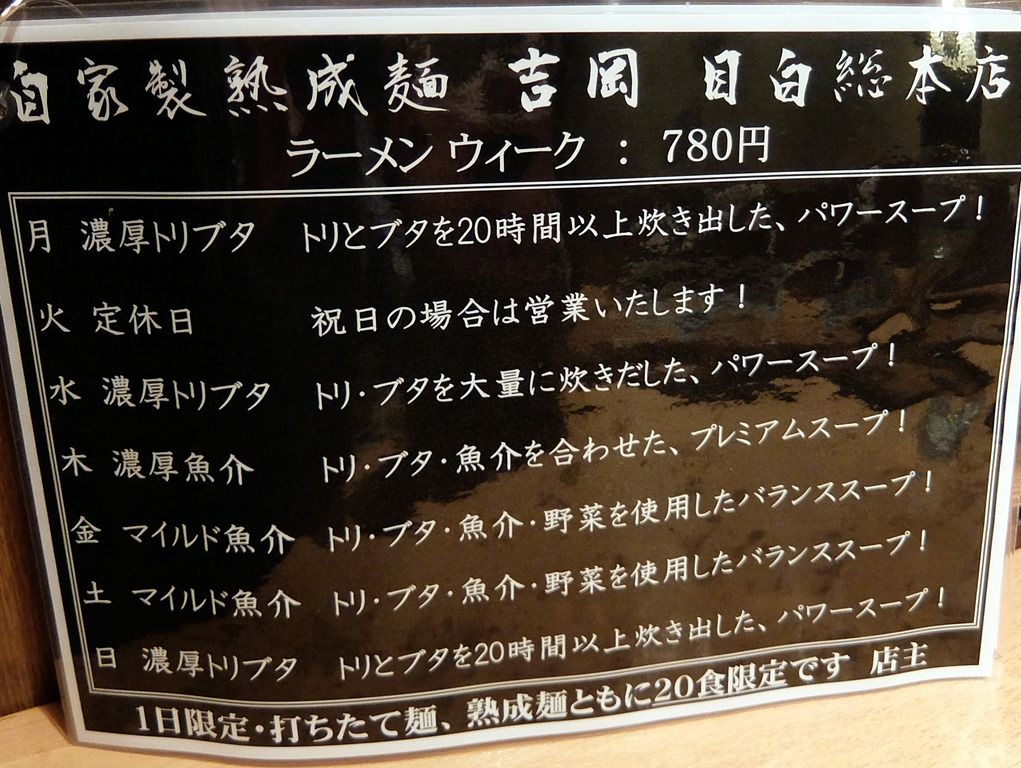 自家製熟成麺 吉岡 目白総本店
ラーメン ウィーク : 780円
月 濃厚トリブタ トリとブタを20時間以上炊き出した、パワースープ!
火 定休日 祝日の場合は営業いたします!
水 濃厚トリブタ トリ・ブタを大量に炊きだした、パワースープ!
木 濃厚魚介 トリ・ブタ・魚介を合わせた、プレミアムスープ!
金 マイルド魚介 トリ・ブタ・魚介・野菜を使用したバランススープ!
土 マイルド魚介 トリ・ブタ・魚介・野菜を使用したバランススープ!
日 濃厚トリブタ トリとブタを20時間以上炊き出した、パワースープ!
1日限定・打ちたて麺、熟成麺ともに20食限定です 店主